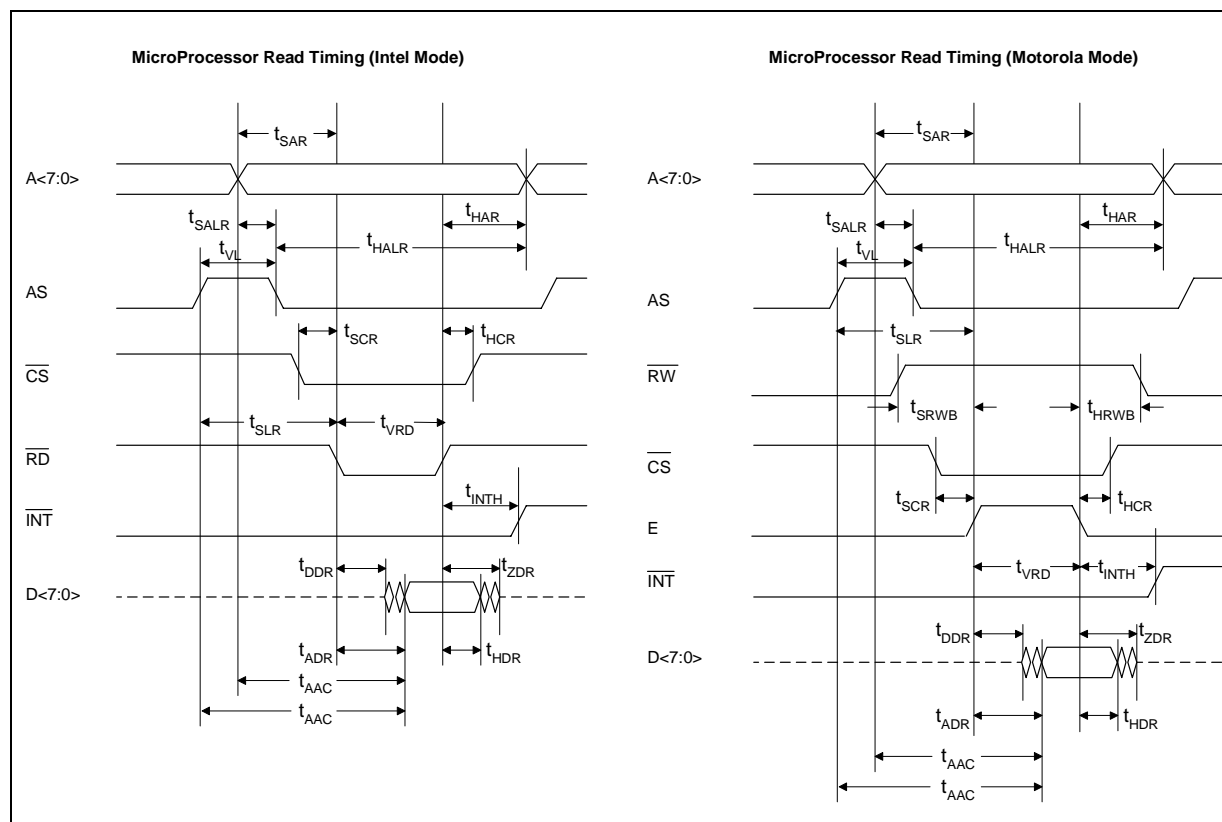 MicroProcessor Read Timing (Intel Mode)
tSAR
A<7:0>
tSALR
tHAR
tVL
tHALR
AS
tSCR
tHCR
CS
tSLR
tVRD
RD
tINTH
INT
tDDR
tZDR
D<7:0>
tADR
tHDR
tAAC
tAAC
MicroProcessor Read Timing (Motorola Mode)
tSAR
A<7:0>
tSALR
tHAR
tVL
tHALR
AS
tSLR
RW
tSRWB
tHRWB
CS
tSCR
tHCR
E
tVRD
tINTH
INT
tDDR
tZDR
D<7:0>
tADR
tHDR
tAAC
tAAC